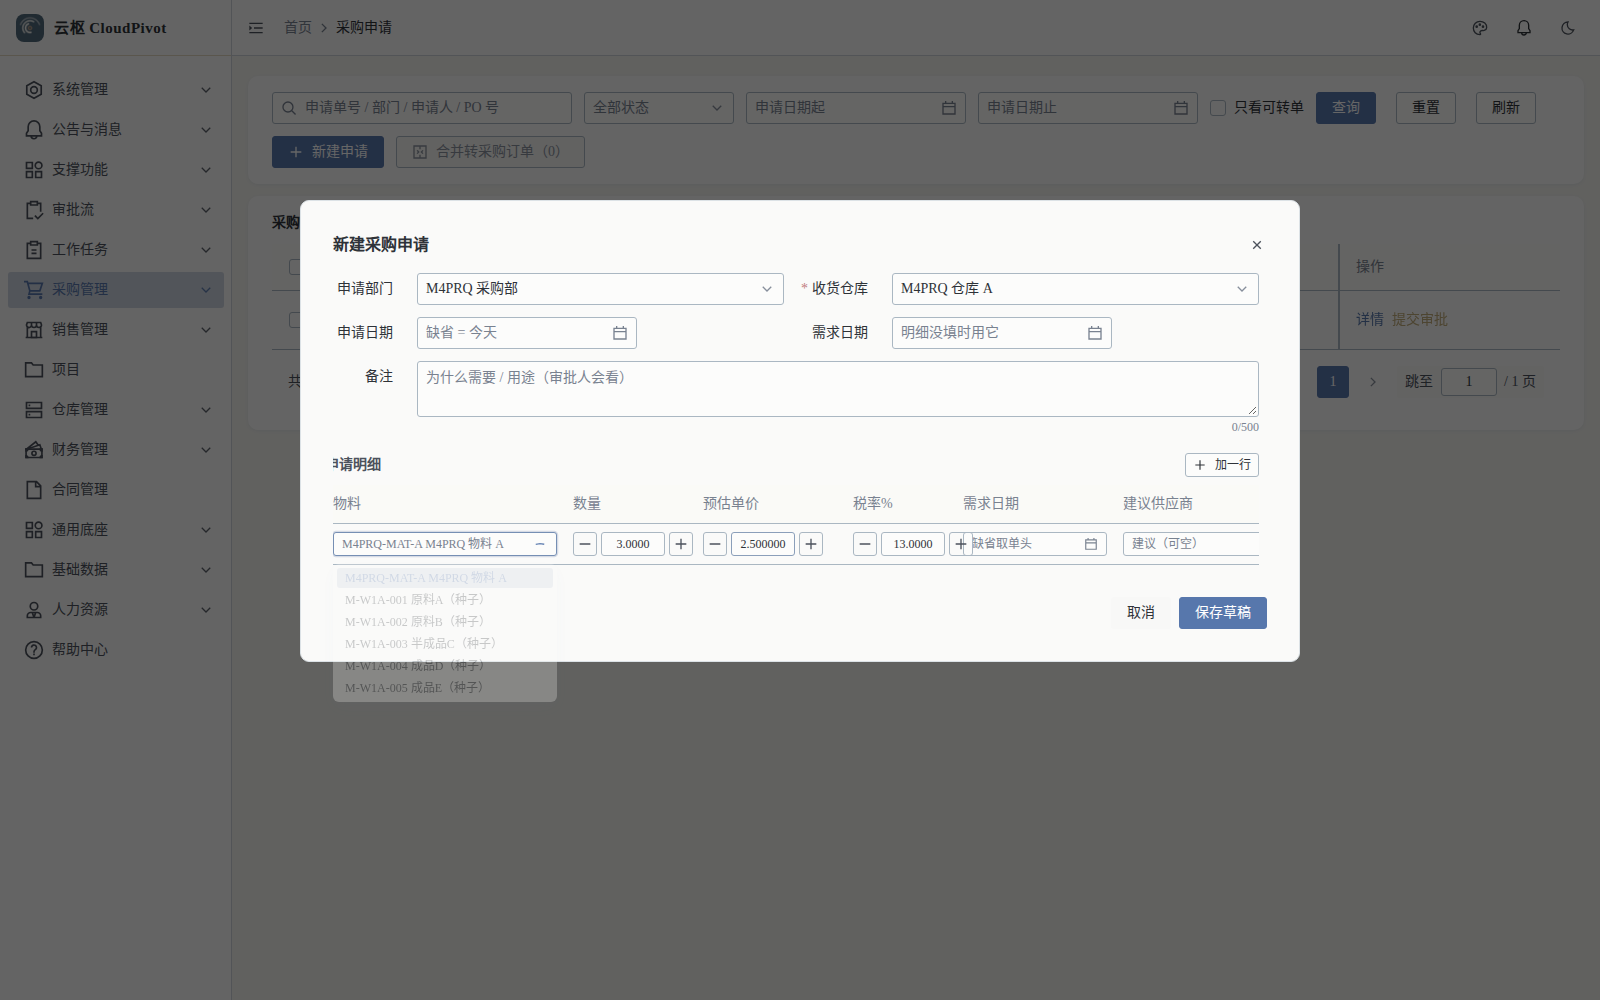 云枢 CloudPivot
首页 > 采购申请
系统管理
公告与消息
支撑功能
审批流
工作任务
采购管理
销售管理
项目
仓库管理
财务管理
合同管理
通用底座
基础数据
人力资源
帮助中心
申请单号 / 部门 / 申请人 / PO 号
全部状态
申请日期起
申请日期止
只看可转单
查询
重置
刷新
新建申请
合并转采购订单（0）
采购
操作
详情 提交审批
共
1
跳至 1 / 1 页
新建采购申请
申请部门 M4PRQ 采购部
* 收货仓库 M4PRQ 仓库 A
申请日期 缺省 = 今天
需求日期 明细没填时用它
备注 为什么需要 / 用途（审批人会看）
0/500
申请明细
加一行
物料 数量 预估单价 税率% 需求日期 建议供应商
M4PRQ-MAT-A M4PRQ 物料 A 3.0000 2.500000 13.0000 缺省取单头 建议（可空）
M4PRQ-MAT-A M4PRQ 物料 A
M-W1A-001 原料A（种子）
M-W1A-002 原料B（种子）
M-W1A-003 半成品C（种子）
M-W1A-004 成品D（种子）
M-W1A-005 成品E（种子）
取消
保存草稿